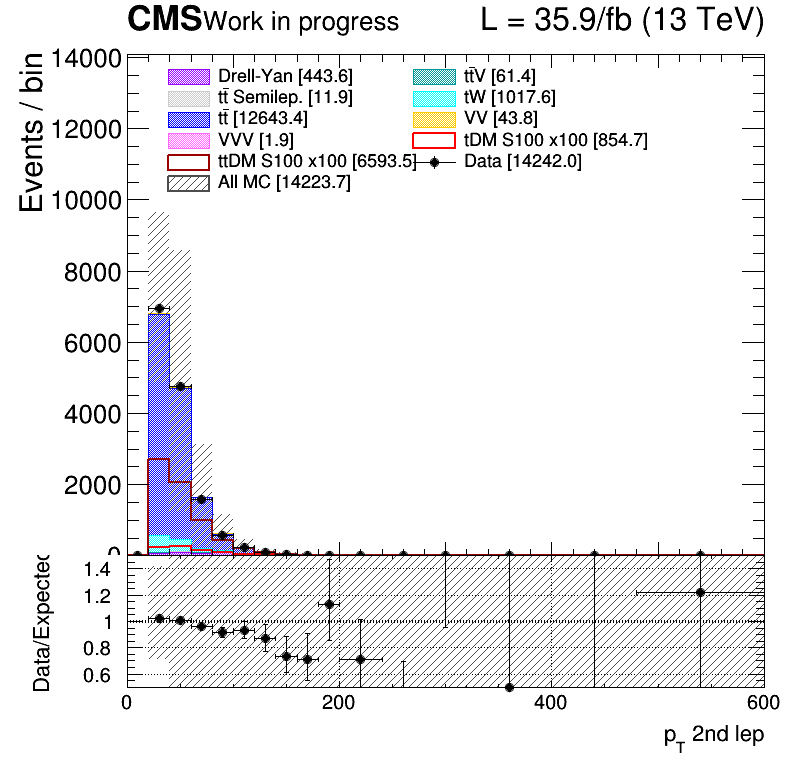 CMS Work in progress L = 35.9/fb (13 TeV)
Events / bin
14000
12000
10000
8000
6000
4000
2000
0
Drell-Yan [443.6] tt̄V [61.4]
tt̄ Semilep. [11.9] tW [1017.6]
tt̄ [12643.4] VV [43.8]
VVV [1.9] tDM S100 x100 [854.7]
ttDM S100 x100 [6593.5] Data [14242.0]
All MC [14223.7]
Data/Expected
1.4
1.2
1
0.8
0.6
0 200 400 600
p_T 2nd lep